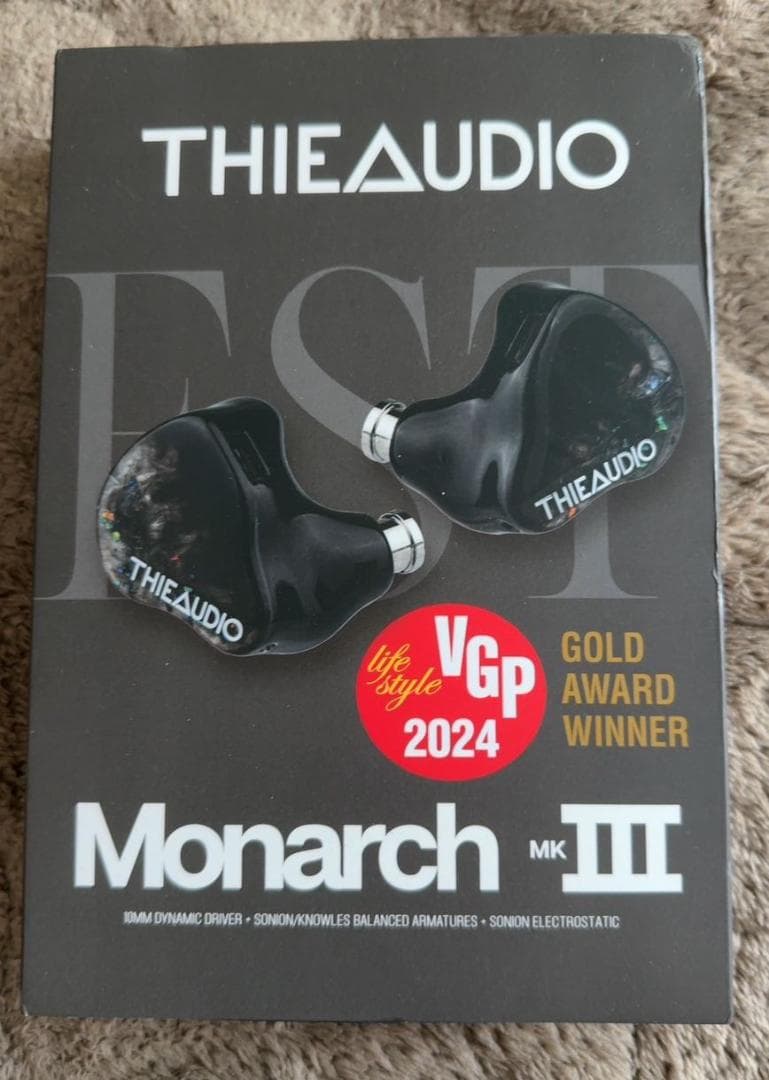 THIEAUDIO
EST
THIEAUDIO
THIEAUDIO
life
style
VGP
2024
GOLD
AWARD
WINNER
Monarch MK III
10MM DYNAMIC DRIVER + SONION/KNOWLES BALANCED ARMATURES + SONION ELECTROSTATIC